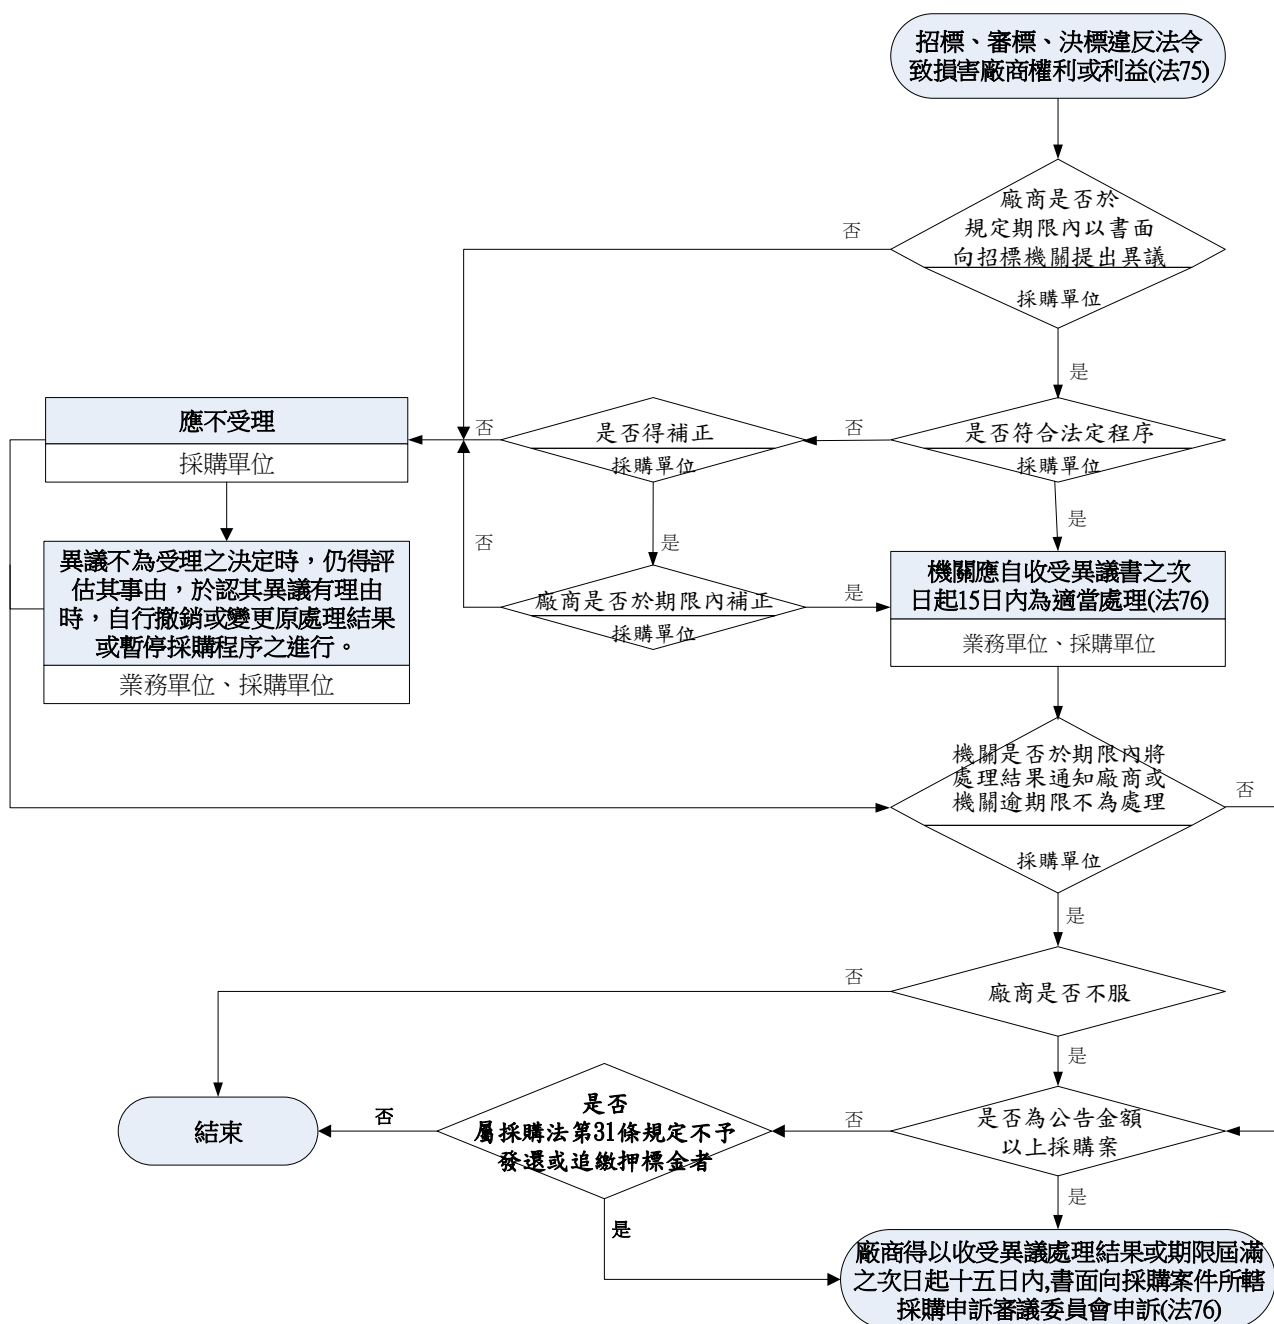 招標、審標、決標違反法令
致損害廠商權利或利益(法75)
廠商是否於
規定期限內以書面
向招標機關提出異議
採購單位
否
是
是否符合法定程序
採購單位
否
是否得補正
採購單位
否
應不受理
採購單位
是
是
異議不為受理之決定時，仍得評
估其事由，於認其異議有理由
時，自行撤銷或變更原處理結果
或暫停採購程序之進行。
業務單位、採購單位
否
廠商是否於期限內補正
採購單位
是
機關應自收受異議書之次
日起15日內為適當處理(法76)
業務單位、採購單位
機關是否於期限內將
處理結果通知廠商或
機關逾期限不為處理
採購單位
否
是
廠商是否不服
否
是
是否為公告金額
以上採購案
否
是否
屬採購法第31條規定不予
發還或追繳押標金者
否
結束
是
是
廠商得以收受異議處理結果或期限屆滿
之次日起十五日內,書面向採購案件所轄
採購申訴審議委員會申訴(法76)